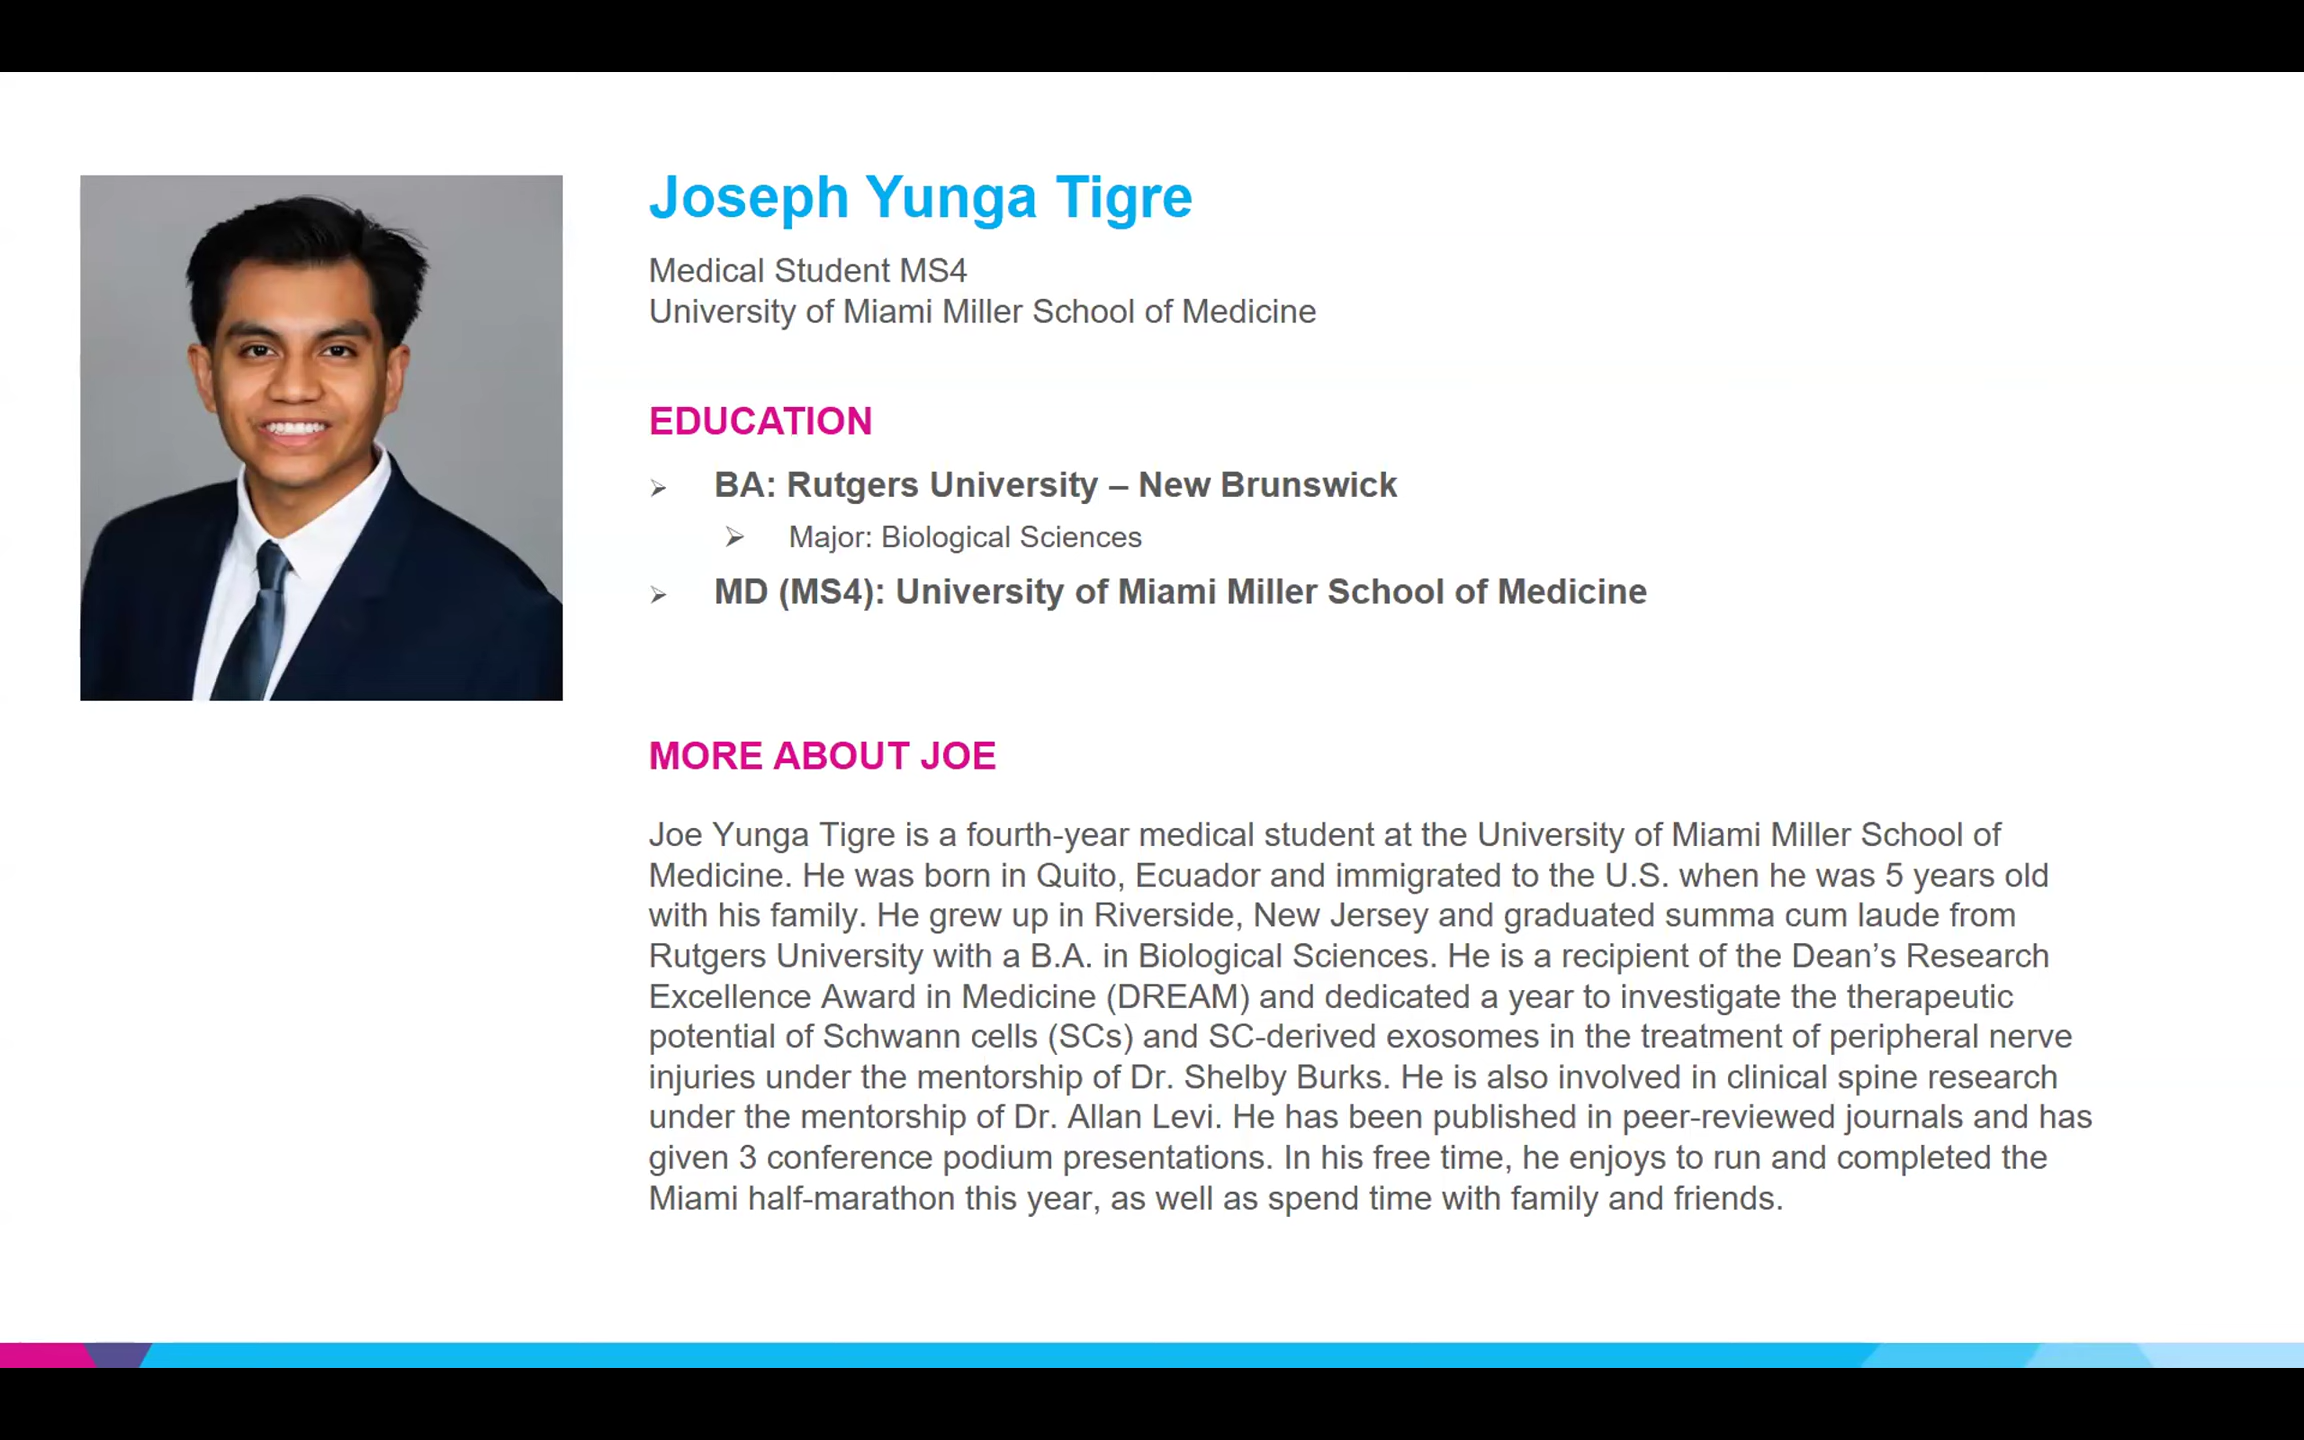 Joseph Yunga Tigre
Medical Student MS4
University of Miami Miller School of Medicine
EDUCATION
BA: Rutgers University – New Brunswick
Major: Biological Sciences
MD (MS4): University of Miami Miller School of Medicine
MORE ABOUT JOE
Joe Yunga Tigre is a fourth-year medical student at the University of Miami Miller School of
Medicine. He was born in Quito, Ecuador and immigrated to the U.S. when he was 5 years old
with his family. He grew up in Riverside, New Jersey and graduated summa cum laude from
Rutgers University with a B.A. in Biological Sciences. He is a recipient of the Dean’s Research
Excellence Award in Medicine (DREAM) and dedicated a year to investigate the therapeutic
potential of Schwann cells (SCs) and SC-derived exosomes in the treatment of peripheral nerve
injuries under the mentorship of Dr. Shelby Burks. He is also involved in clinical spine research
under the mentorship of Dr. Allan Levi. He has been published in peer-reviewed journals and has
given 3 conference podium presentations. In his free time, he enjoys to run and completed the
Miami half-marathon this year, as well as spend time with family and friends.